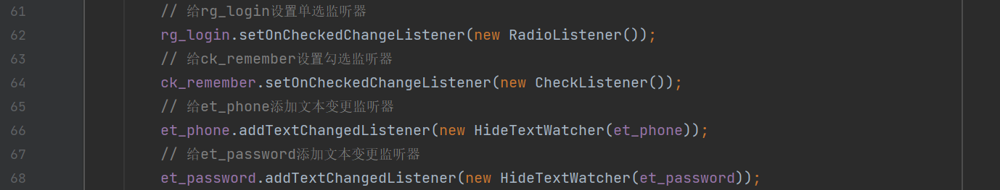 61 // 给rg_login设置单选监听器
62 rg_login.setOnCheckedChangeListener(new RadioListener());
63 // 给ck_remember设置勾选监听器
64 ck_remember.setOnCheckedChangeListener(new CheckListener());
65 // 给et_phone添加文本变更监听器
66 et_phone.addTextChangedListener(new HideTextWatcher(et_phone));
67 // 给et_password添加文本变更监听器
68 et_password.addTextChangedListener(new HideTextWatcher(et_password));